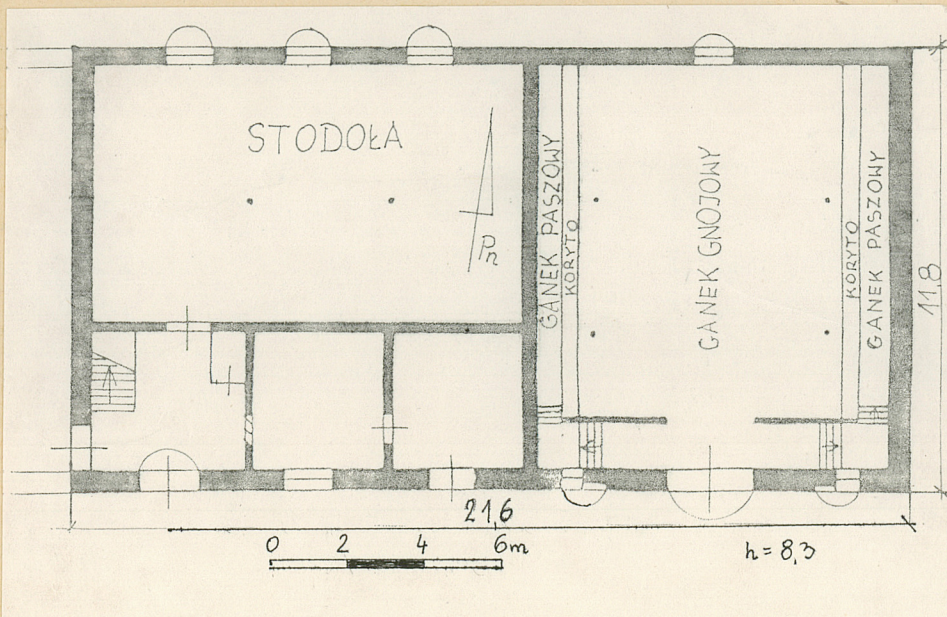 STODOŁA
Pn
GANEK PASZOWY
KORYTO
GANEK GNOJOWY
KORYTO
GANEK PASZOWY
11,8
21,6
0 2 4 6m
h = 8,3